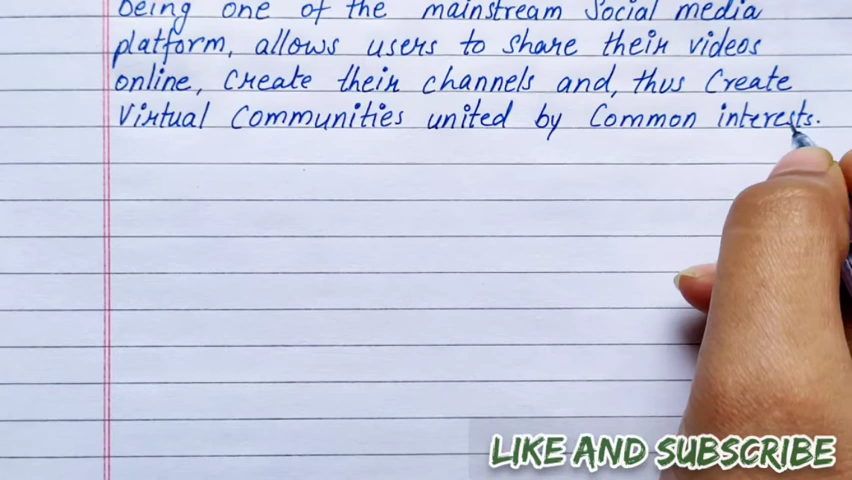 being one of the mainstream Social media
platform, allows users to share their videos
online, create their channels and, thus Create
Virtual Communities united by Common interests.
LIKE AND SUBSCRIBE